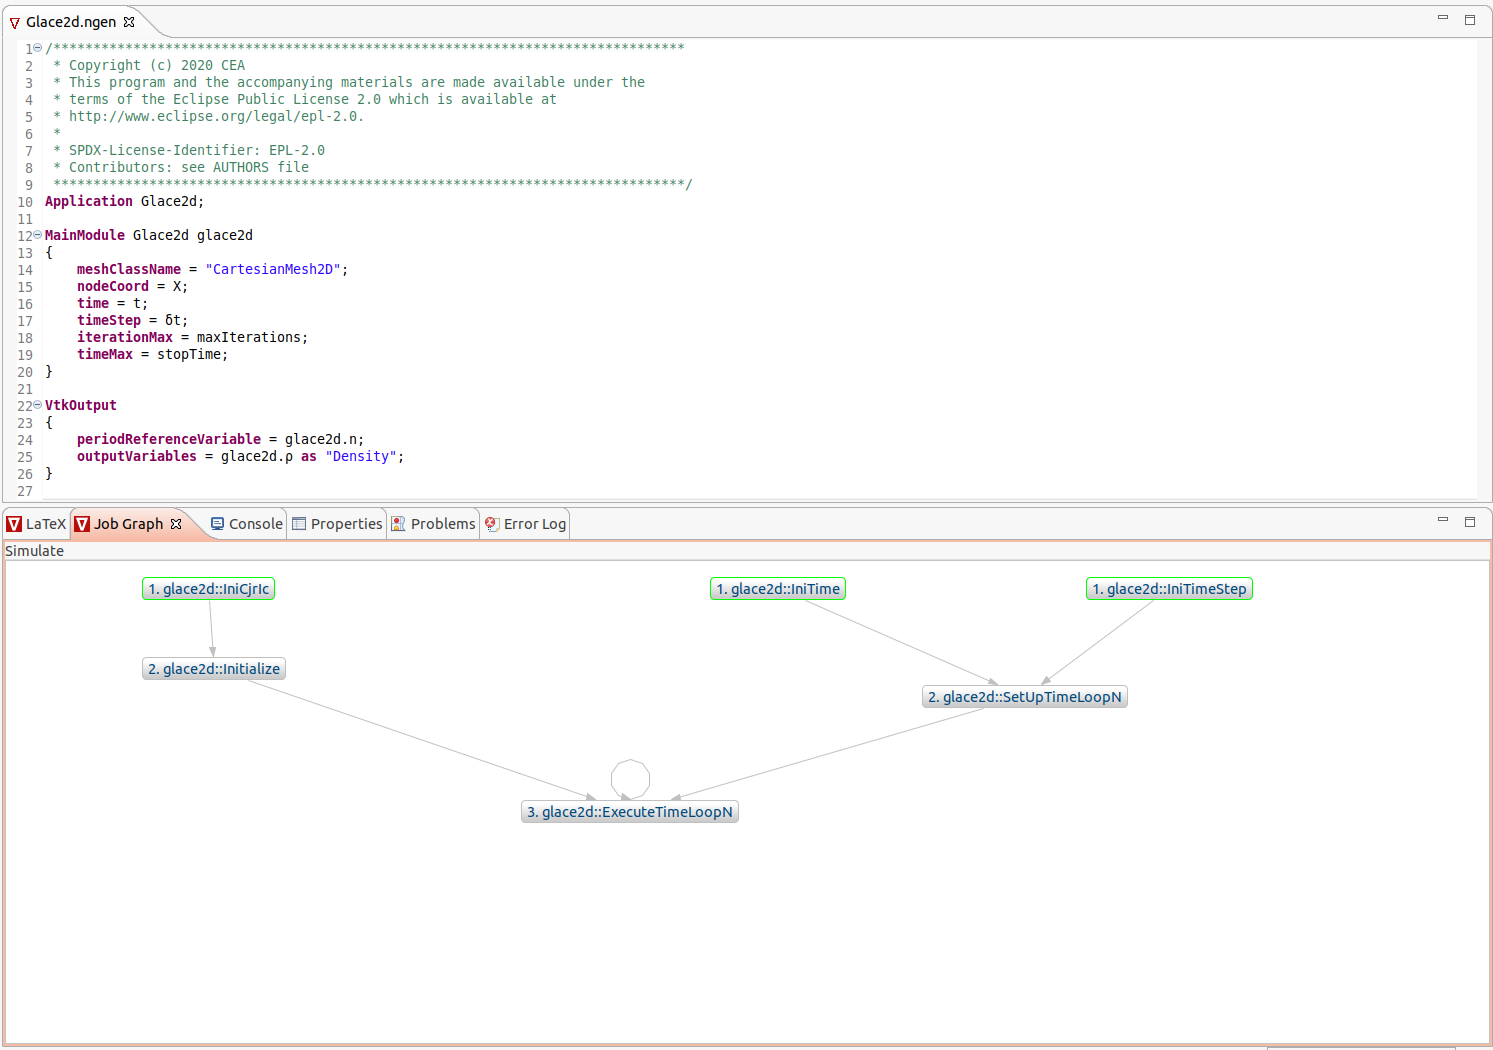 Glace2d.ngen
1 /*******************************************************************************
2  * Copyright (c) 2020 CEA
3  * This program and the accompanying materials are made available under the
4  * terms of the Eclipse Public License 2.0 which is available at
5  * http://www.eclipse.org/legal/epl-2.0.
6  *
7  * SPDX-License-Identifier: EPL-2.0
8  * Contributors: see AUTHORS file
9  *******************************************************************************/
10 Application Glace2d;
11
12 MainModule Glace2d glace2d
13 {
14     meshClassName = "CartesianMesh2D";
15     nodeCoord = X;
16     time = t;
17     timeStep = δt;
18     iterationMax = maxIterations;
19     timeMax = stopTime;
20 }
21
22 VtkOutput
23 {
24     periodReferenceVariable = glace2d.n;
25     outputVariables = glace2d.ρ as "Density";
26 }
27
LaTeX Job Graph Console Properties Problems Error Log
Simulate
1. glace2d::IniCjrIc 1. glace2d::IniTime 1. glace2d::IniTimeStep
2. glace2d::Initialize
2. glace2d::SetUpTimeLoopN
3. glace2d::ExecuteTimeLoopN